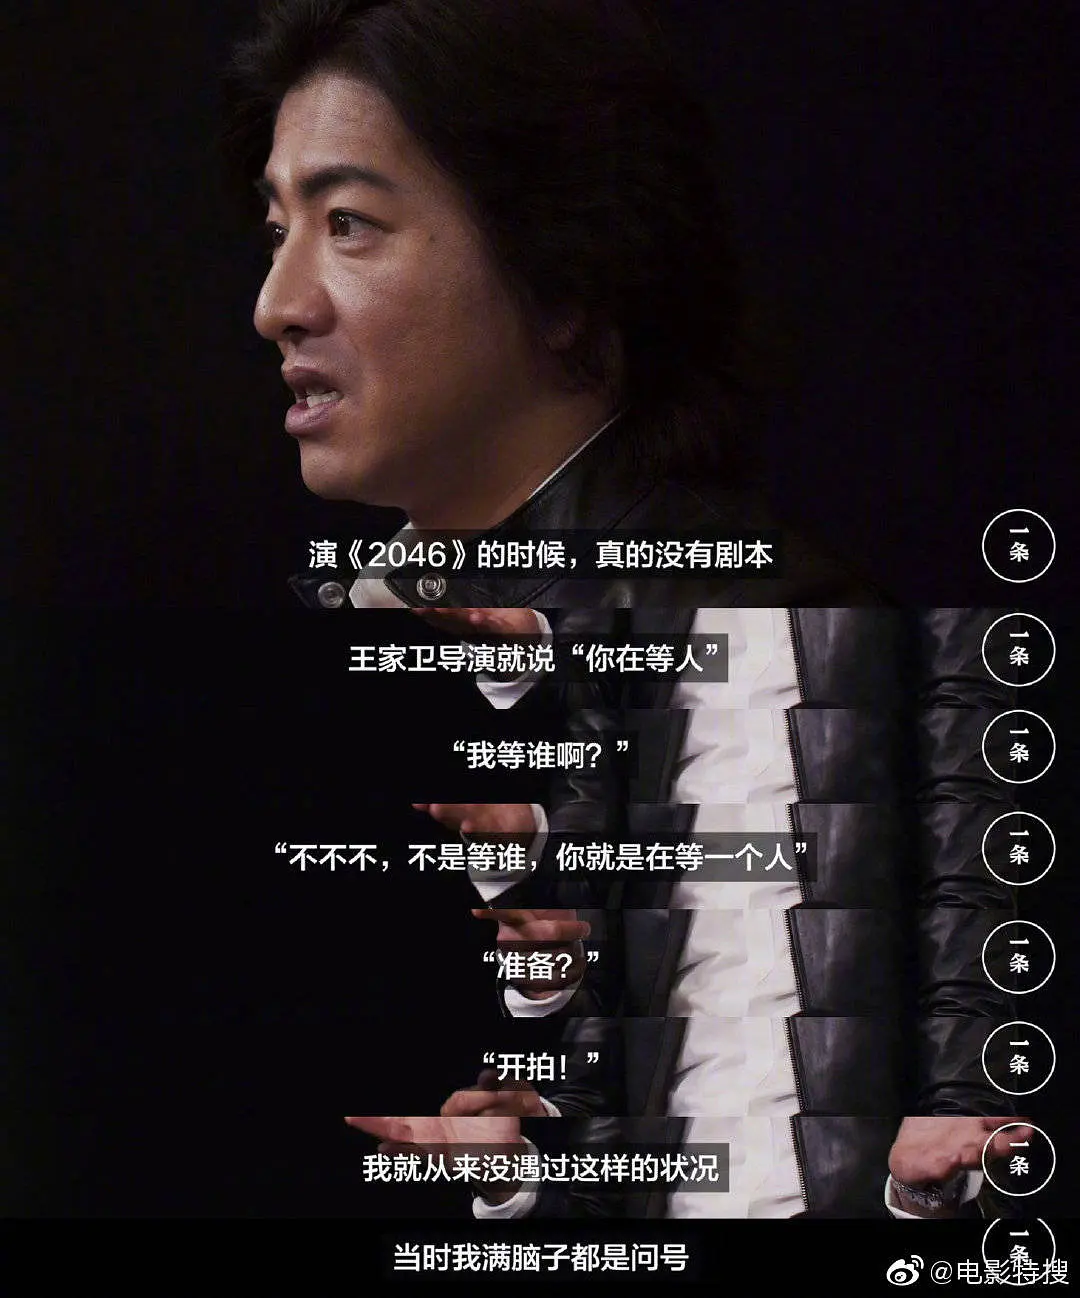 演《2046》的时候，真的没有剧本
一条
王家卫导演就说“你在等人”
一条
“我等谁啊？”
一条
“不不不，不是等谁，你就是在等一个人”
一条
“准备？”
一条
“开拍！”
一条
我就从来没遇过这样的状况
一条
当时我满脑子都是问号
一条
@电影特搜